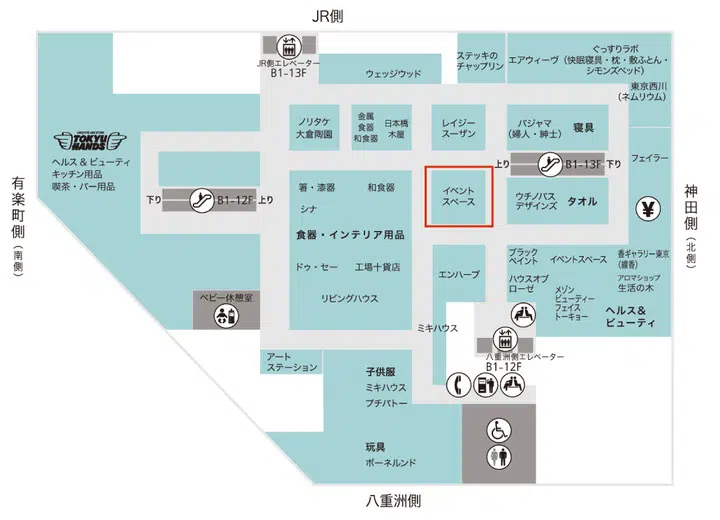 JR側
JR側エレベーター
B1-13F
ウェッジウッド
ステッキの
チャップリン
ぐっすりラボ
エアウィーヴ（快眠寝具・枕・敷ふとん・
シモンズベッド）
東京西川
（ネムリウム）
TOKYU
HANDS
ヘルス＆ビューティ
キッチン用品
喫茶・バー用品
ノリタケ
大倉陶園
金属
食器
和食器
日本橋
木屋
レイジー
スーザン
パジャマ
（婦人・紳士）
寝具
上り
B1-13F
下り
フェイラー
有楽町側（南側）
神田側（北側）
下り
B1-12F
上り
箸・漆器
和食器
シナ
食器・インテリア用品
ドゥ・セー
工場十貨店
リビングハウス
イベント
スペース
ウチノバス
デザインズ
タオル
¥
エンハーブ
ブラック
ペイント
イベントスペース
香ギャラリー東京
（線香）
ハウスオブ
ローゼ
アロマショップ
生活の木
メゾン
ビューティー
フェイス
トーキョー
ヘルス＆
ビューティ
ベビー休憩室
ミキハウス
八重洲側エレベーター
B1-12F
アート
ステーション
子供服
ミキハウス
プチバトー
玩具
ボーネルンド
八重洲側